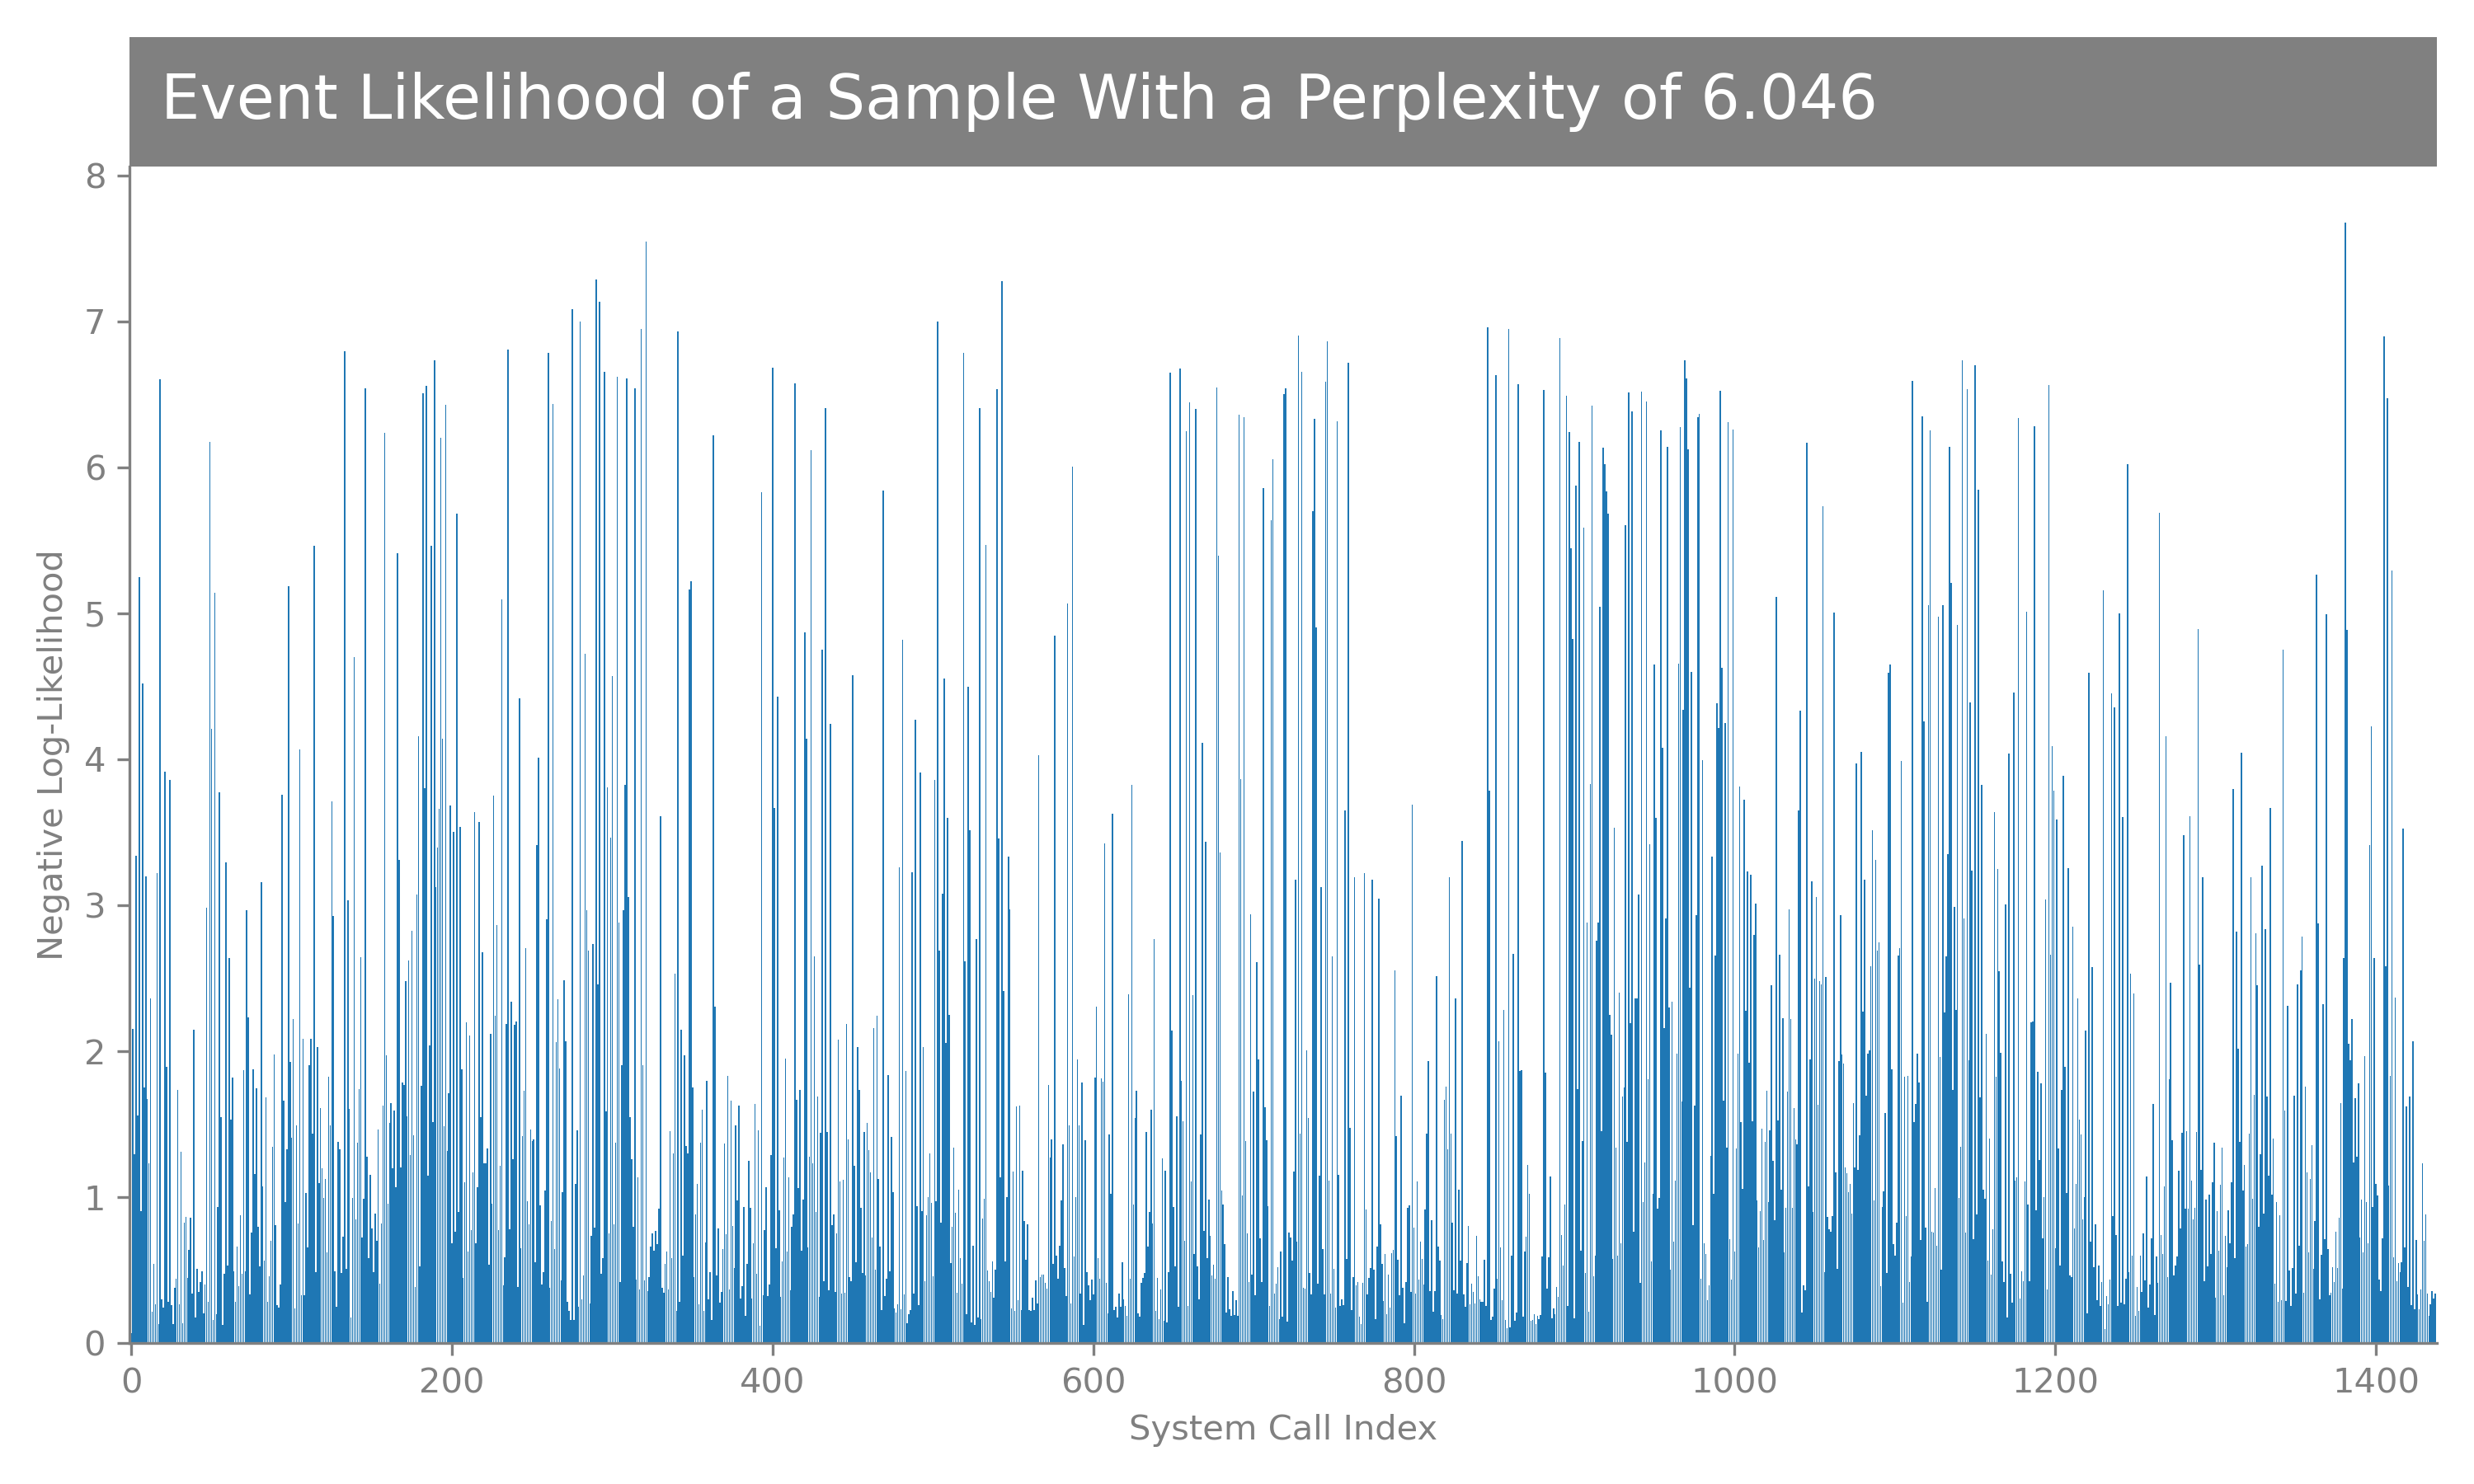 Event Likelihood of a Sample With a Perplexity of 6.046
8
7
6
5
4
3
2
1
0
Negative Log-Likelihood
0 200 400 600 800 1000 1200 1400
System Call Index